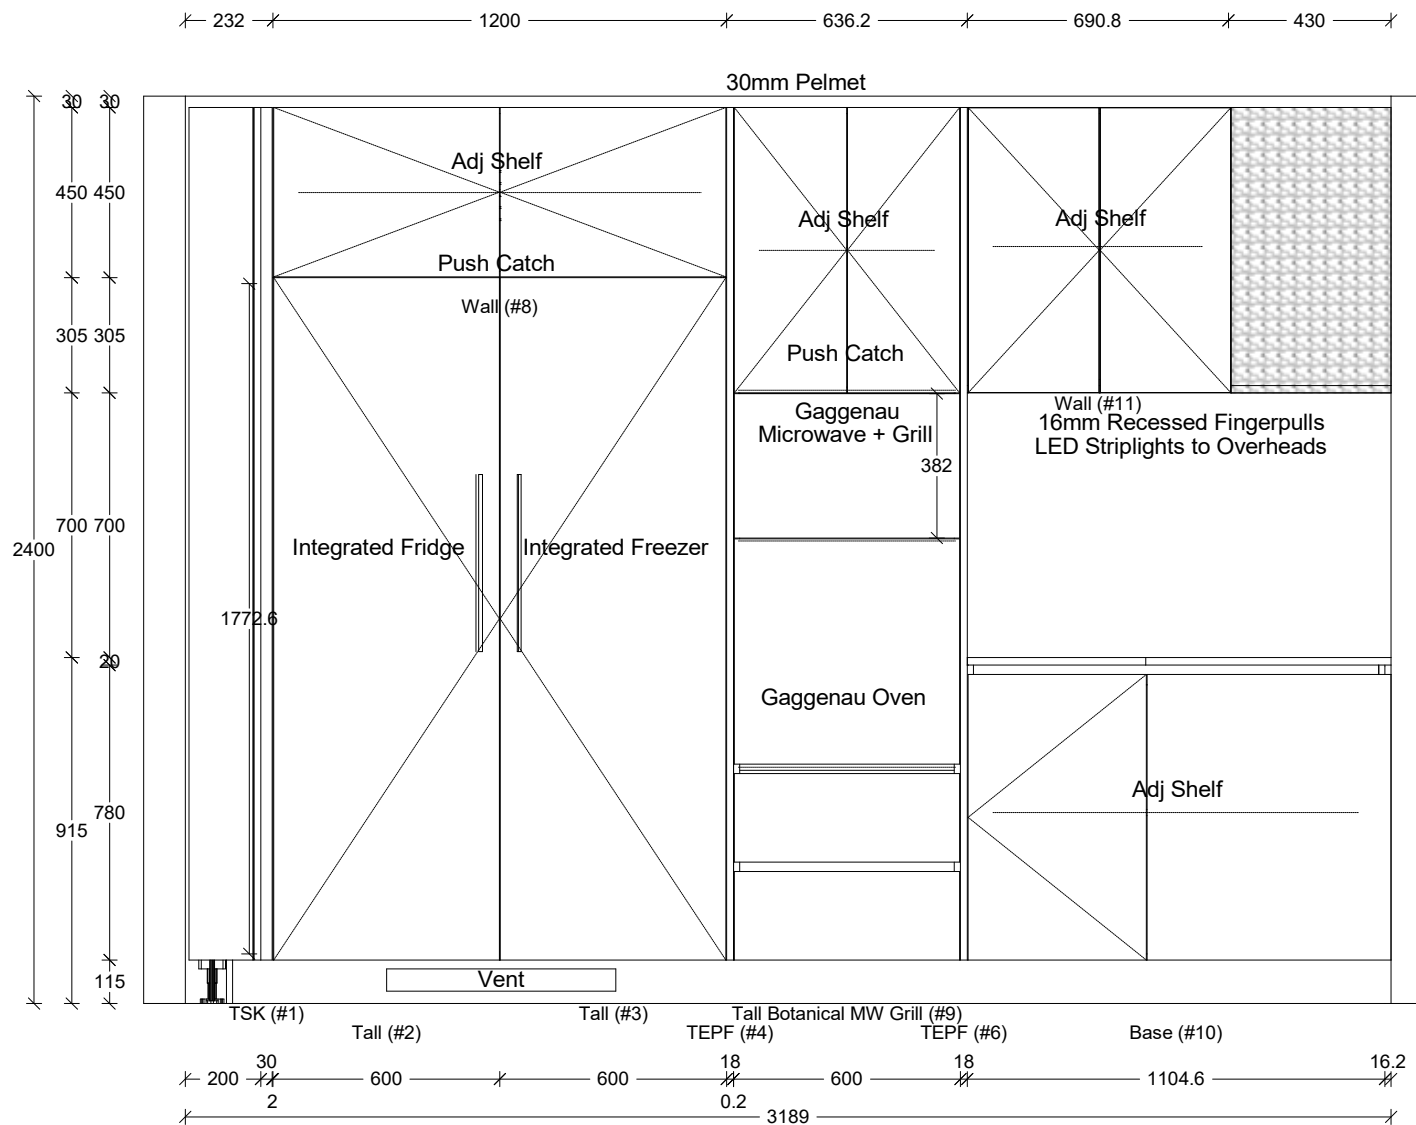 232 1200 636.2 690.8 430
30mm Pelmet
30 30
Adj Shelf
450 450
Adj Shelf Adj Shelf
Push Catch
Wall (#8)
305 305
Push Catch
Wall (#11)
Gaggenau 16mm Recessed Fingerpulls
Microwave + Grill LED Striplights to Overheads
382
700 700
2400 Integrated Fridge Integrated Freezer
1772.6
20
Gaggenau Oven
Adj Shelf
780
915
115 Vent
TSK (#1) Tall (#3) Tall Botanical MW Grill (#9)
Tall (#2) TEPF (#4) TEPF (#6) Base (#10)
30 18 18 16.2
200 600 600 600 1104.6
2 0.2
3189